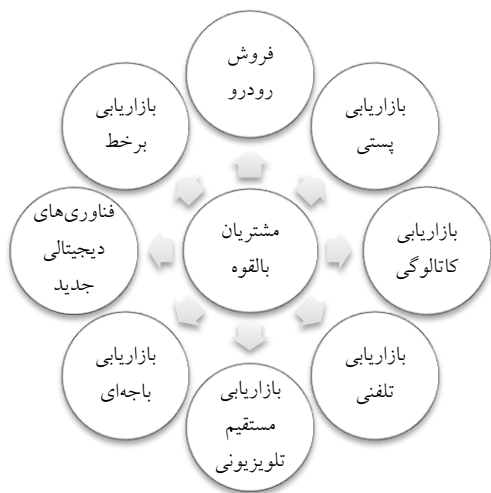 فروش
رودرو
بازاریابی
پستی
بازاریابی
کاتالوگی
بازاریابی
تلفنی
بازاریابی
مستقیم
تلویزیونی
بازاریابی
باجه‌ای
فناوری‌های
دیجیتالی
جدید
بازاریابی
برخط
مشتریان
بالقوه